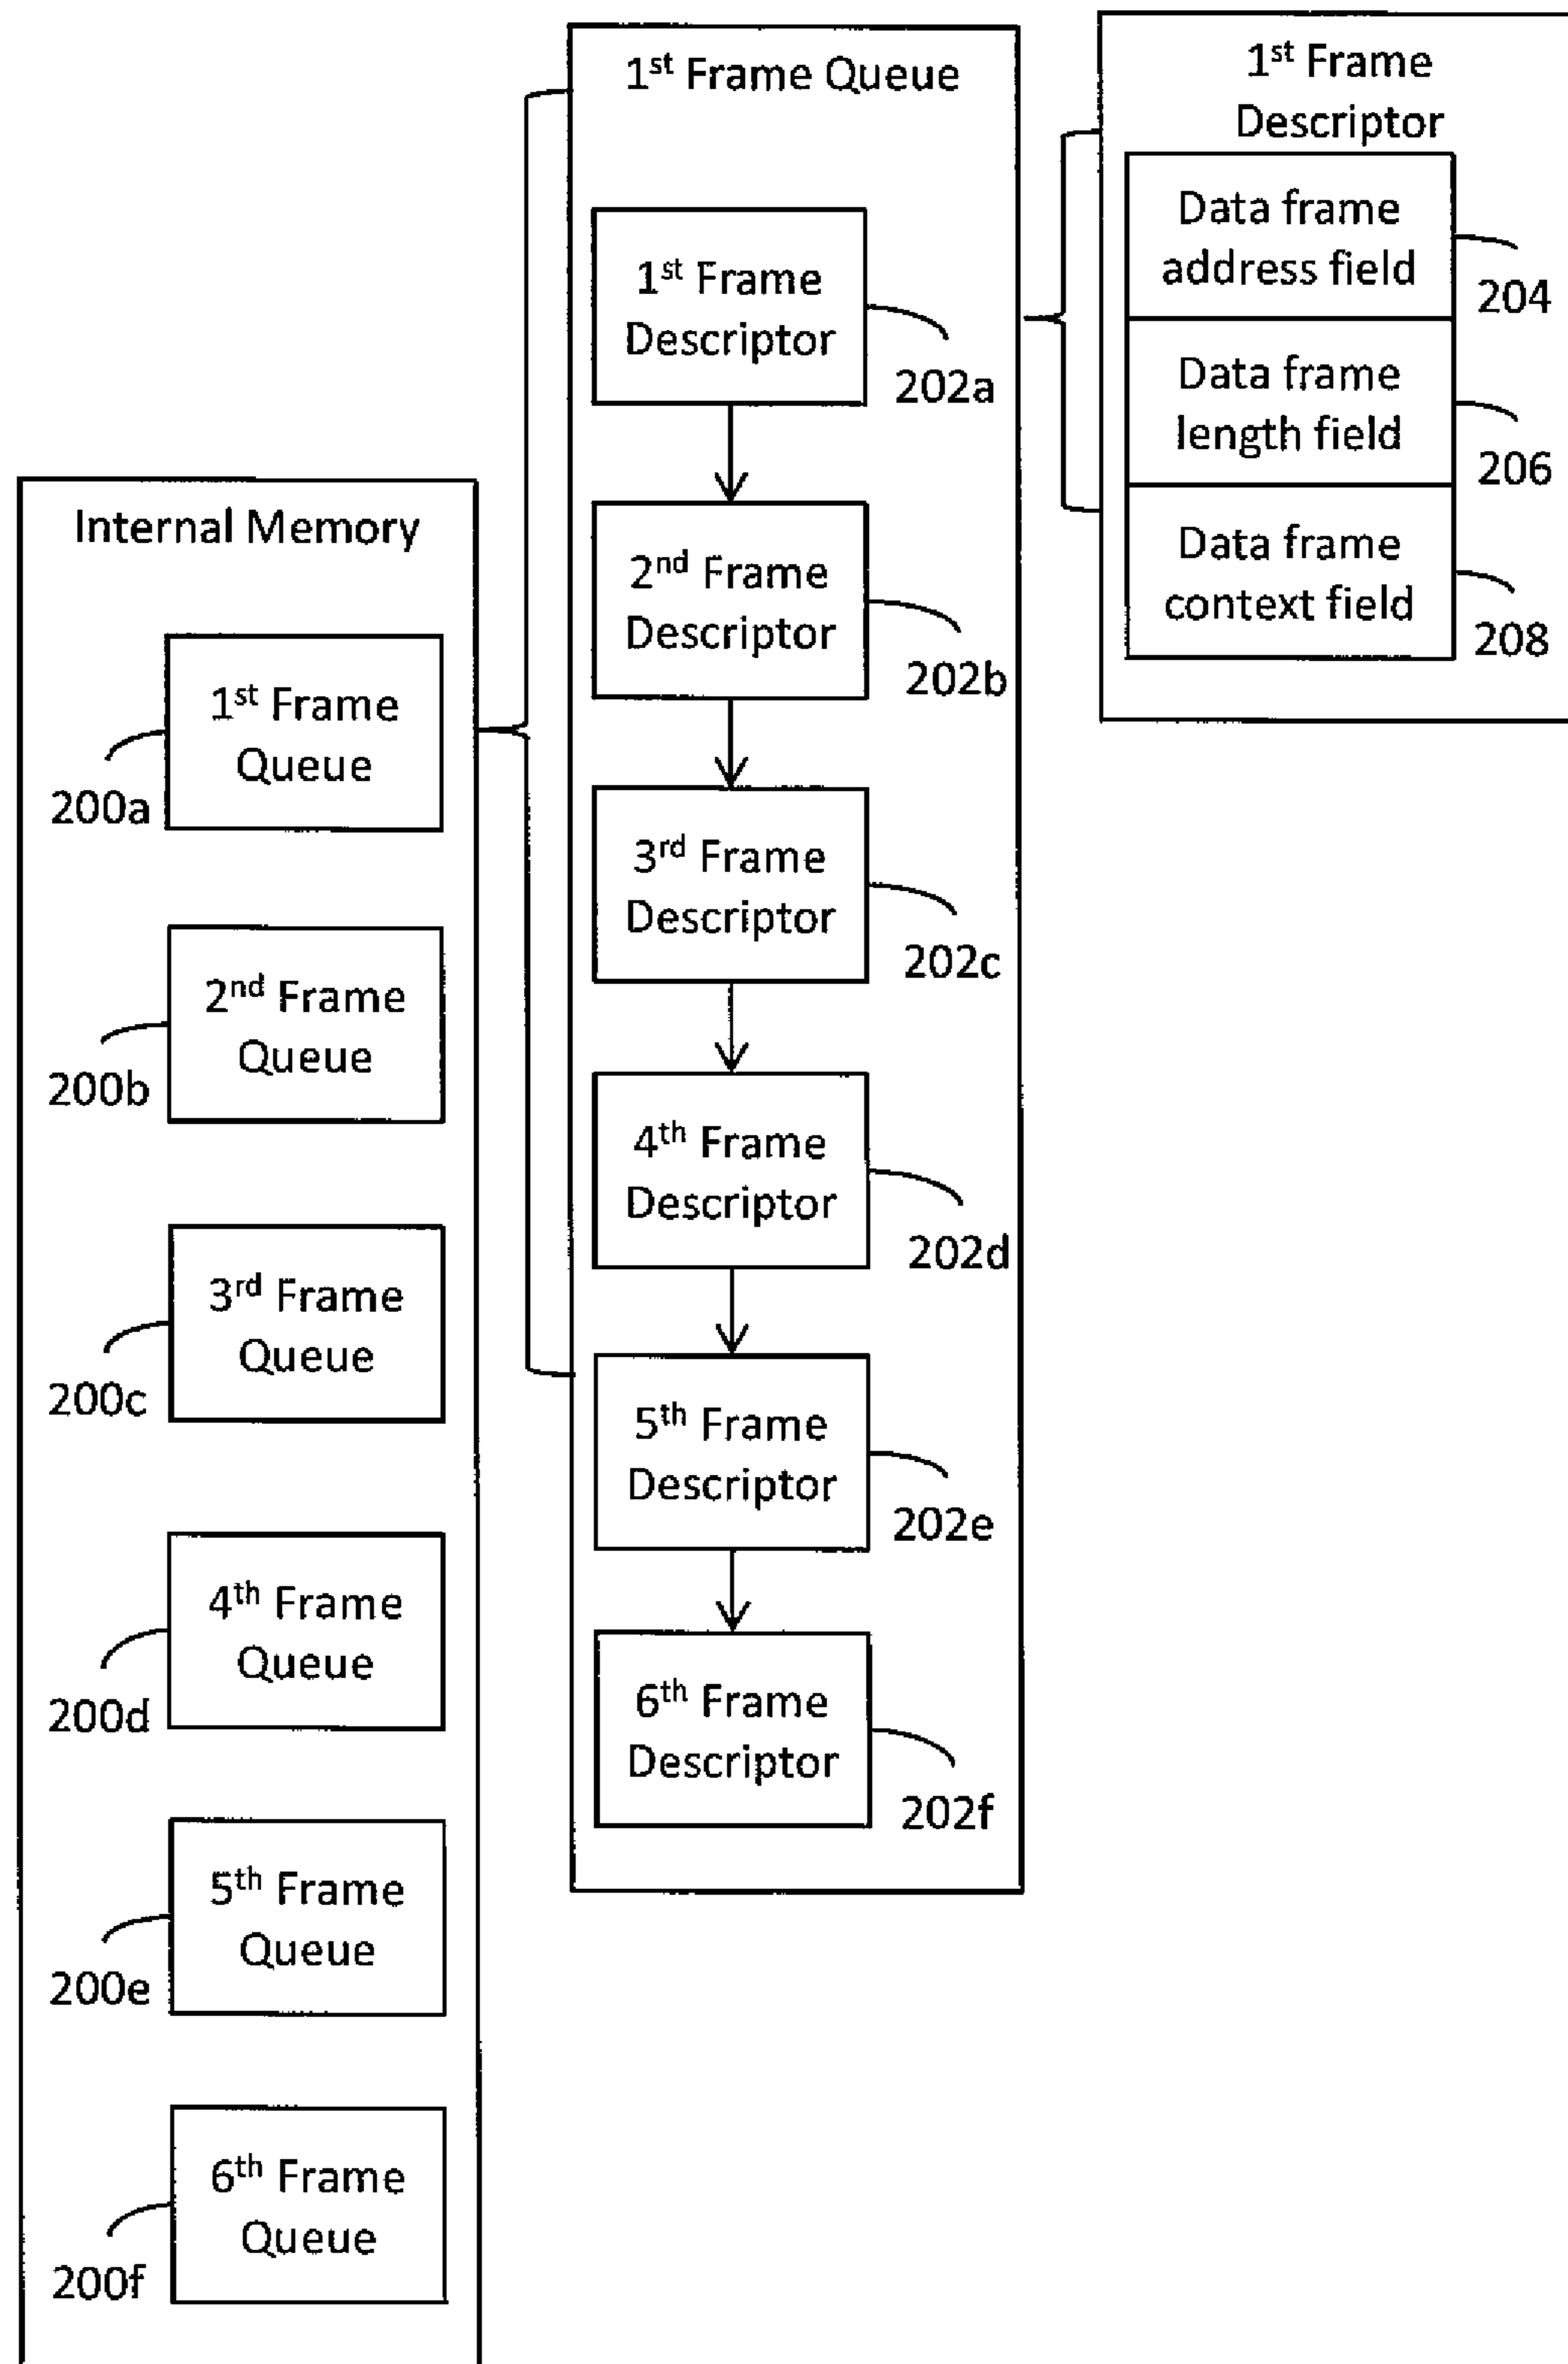 1st Frame Queue
1st Frame
Descriptor
202a
2nd Frame
Descriptor
202b
3rd Frame
Descriptor
202c
4th Frame
Descriptor
202d
5th Frame
Descriptor
202e
6th Frame
Descriptor
202f
1st Frame
Descriptor
Data frame
address field
204
Data frame
length field
206
Data frame
context field
208
Internal Memory
1st Frame
Queue
200a
2nd Frame
Queue
200b
3rd Frame
Queue
200c
4th Frame
Queue
200d
5th Frame
Queue
200e
6th Frame
Queue
200f